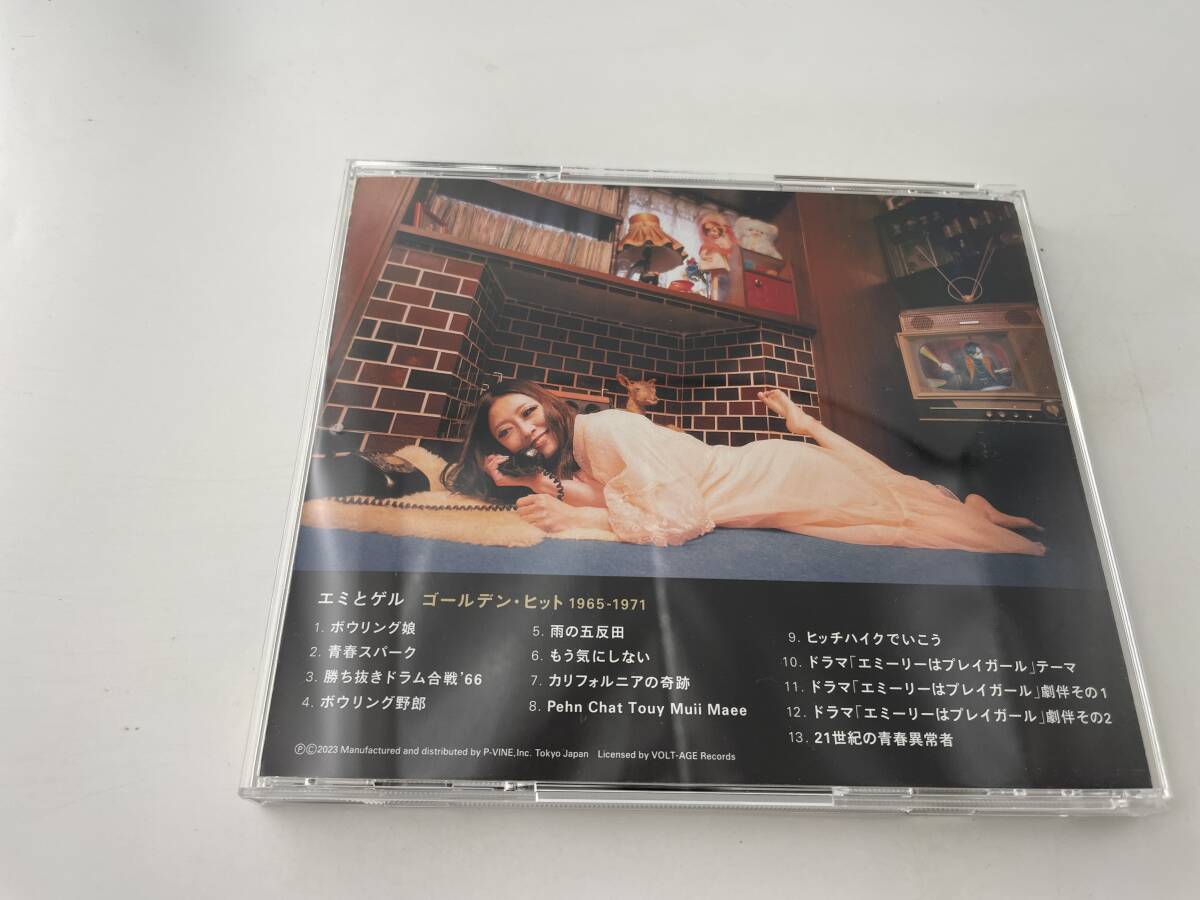 エミとゲル ゴールデン・ヒット 1965-1971
1. ボウリング娘
2. 青春スパーク
3. 勝ち抜きドラム合戦'66
4. ボウリング野郎
5. 雨の五反田
6. もう気にしない
7. カリフォルニアの奇跡
8. Pehn Chat Touy Muii Maee
9. ヒッチハイクでいこう
10. ドラマ「エミーリーはプレイガール」テーマ
11. ドラマ「エミーリーはプレイガール」劇伴その1
12. ドラマ「エミーリーはプレイガール」劇伴その2
13. 21世紀の青春異常者
Ⓟ©2023 Manufactured and distributed by P-VINE,Inc. Tokyo Japan Licensed by VOLT-AGE Records